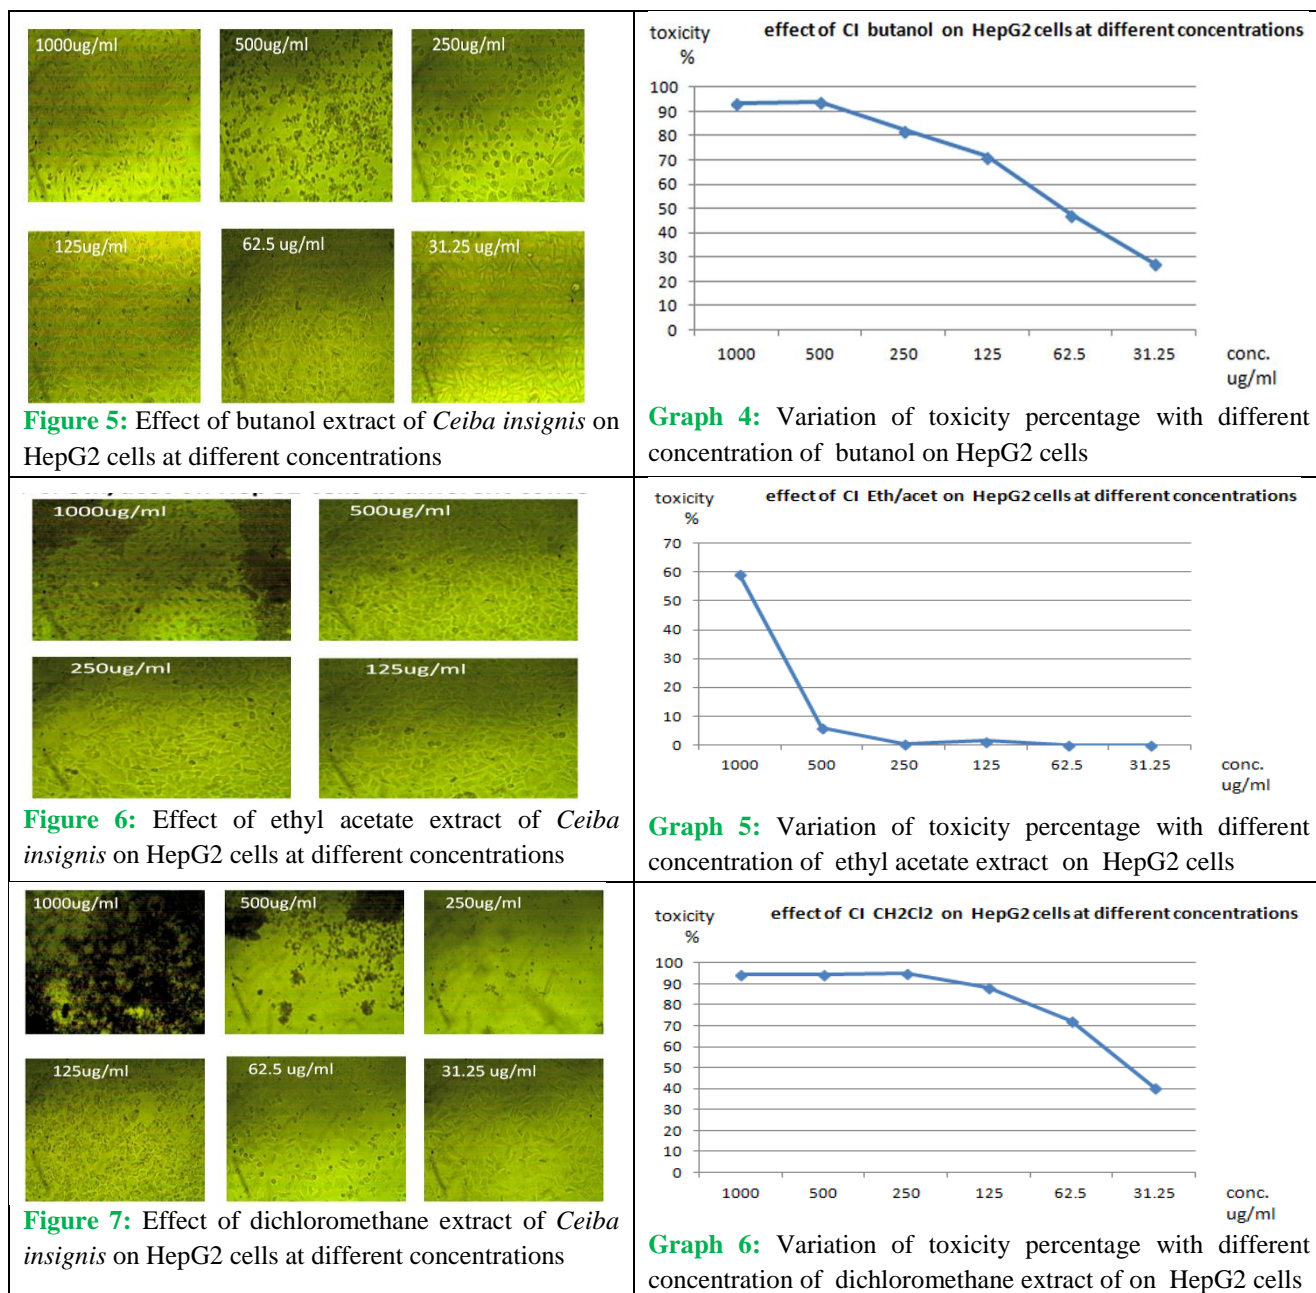 1000ug/ml 500ug/ml 250ug/ml
125ug/ml 62.5 ug/ml 31.25 ug/ml
Figure 5: Effect of butanol extract of Ceiba insignis on
HepG2 cells at different concentrations
toxicity
%
effect of CI butanol on HepG2 cells at different concentrations
100
90
80
70
60
50
40
30
20
10
0
1000 500 250 125 62.5 31.25 conc.
ug/ml
Graph 4: Variation of toxicity percentage with different
concentration of butanol on HepG2 cells
1000ug/ml 500ug/ml
250ug/ml 125ug/ml
Figure 6: Effect of ethyl acetate extract of Ceiba
insignis on HepG2 cells at different concentrations
toxicity
%
effect of CI Eth/acet on HepG2 cells at different concentrations
70
60
50
40
30
20
10
0
1000 500 250 125 62.5 31.25 conc.
ug/ml
Graph 5: Variation of toxicity percentage with different
concentration of ethyl acetate extract on HepG2 cells
1000ug/ml 500ug/ml 250ug/ml
125ug/ml 62.5 ug/ml 31.25 ug/ml
Figure 7: Effect of dichloromethane extract of Ceiba
insignis on HepG2 cells at different concentrations
toxicity
%
effect of CI CH2Cl2 on HepG2 cells at different concentrations
100
90
80
70
60
50
40
30
20
10
0
1000 500 250 125 62.5 31.25 conc.
ug/ml
Graph 6: Variation of toxicity percentage with different
concentration of dichloromethane extract of on HepG2 cells